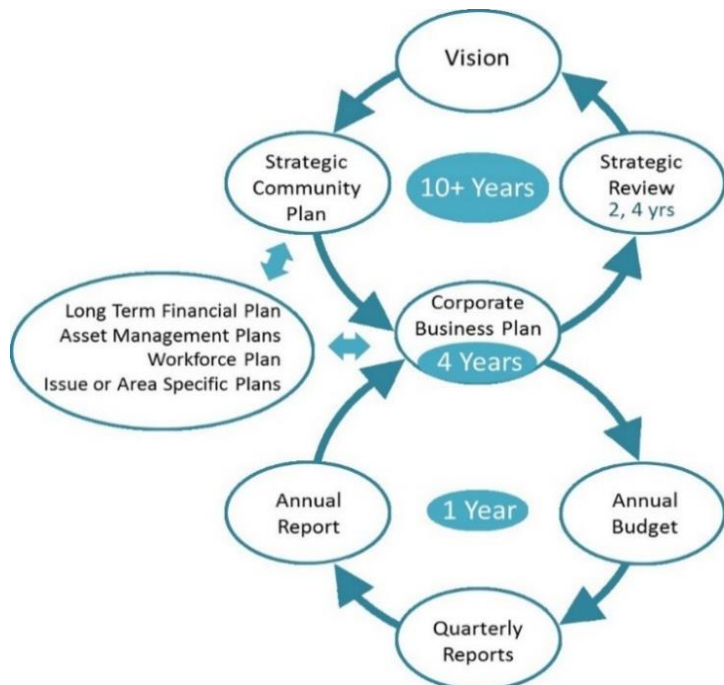 Vision
Strategic
Community
Plan
10+ Years
Strategic
Review
2, 4 yrs
Long Term Financial Plan
Asset Management Plans
Workforce Plan
Issue or Area Specific Plans
Corporate
Business Plan
4 Years
Annual
Report
1 Year
Annual
Budget
Quarterly
Reports